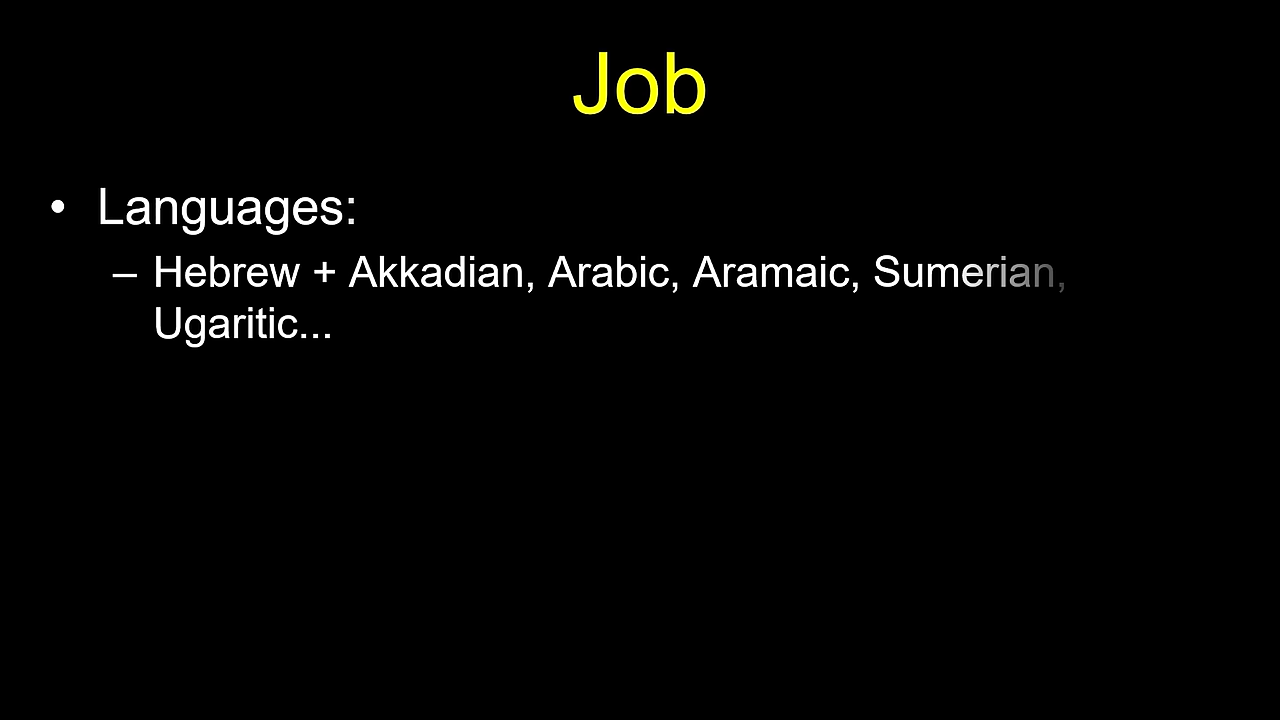 Job
• Languages:
– Hebrew + Akkadian, Arabic, Aramaic, Sumerian,
Ugaritic...